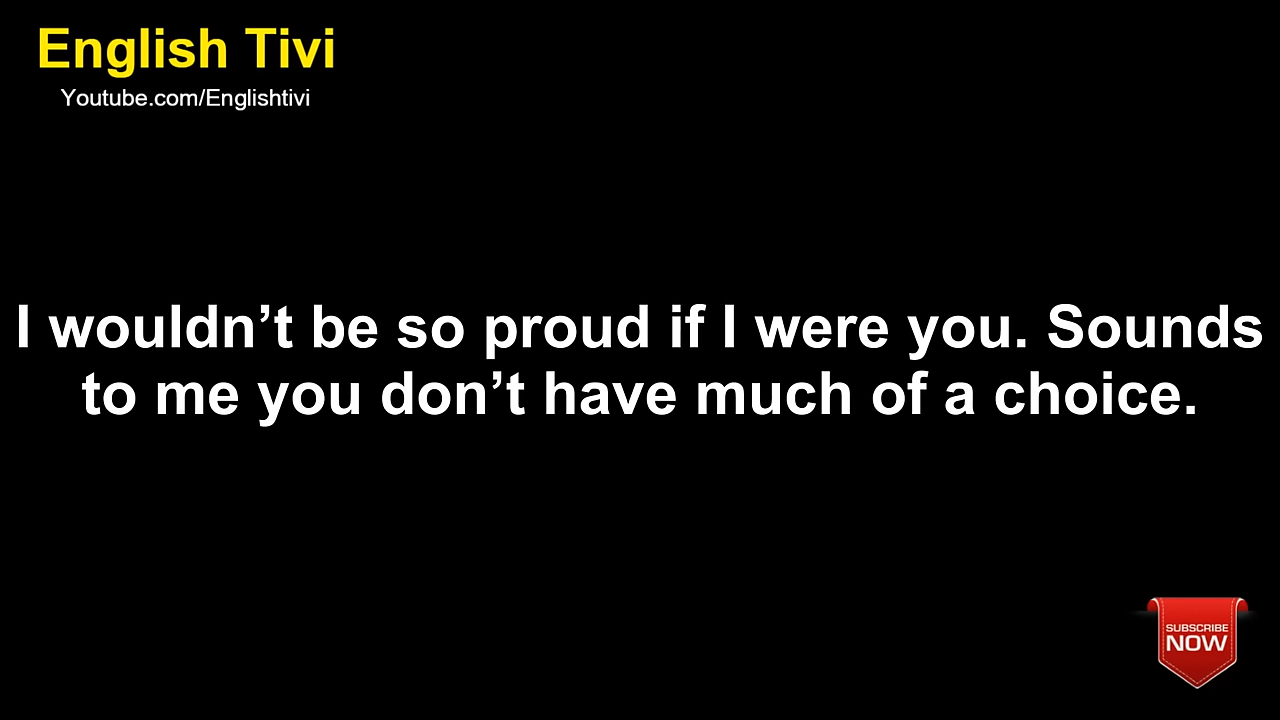 English Tivi
Youtube.com/Englishtivi
I wouldn’t be so proud if I were you. Sounds
to me you don’t have much of a choice.
SUBSCRIBE
NOW